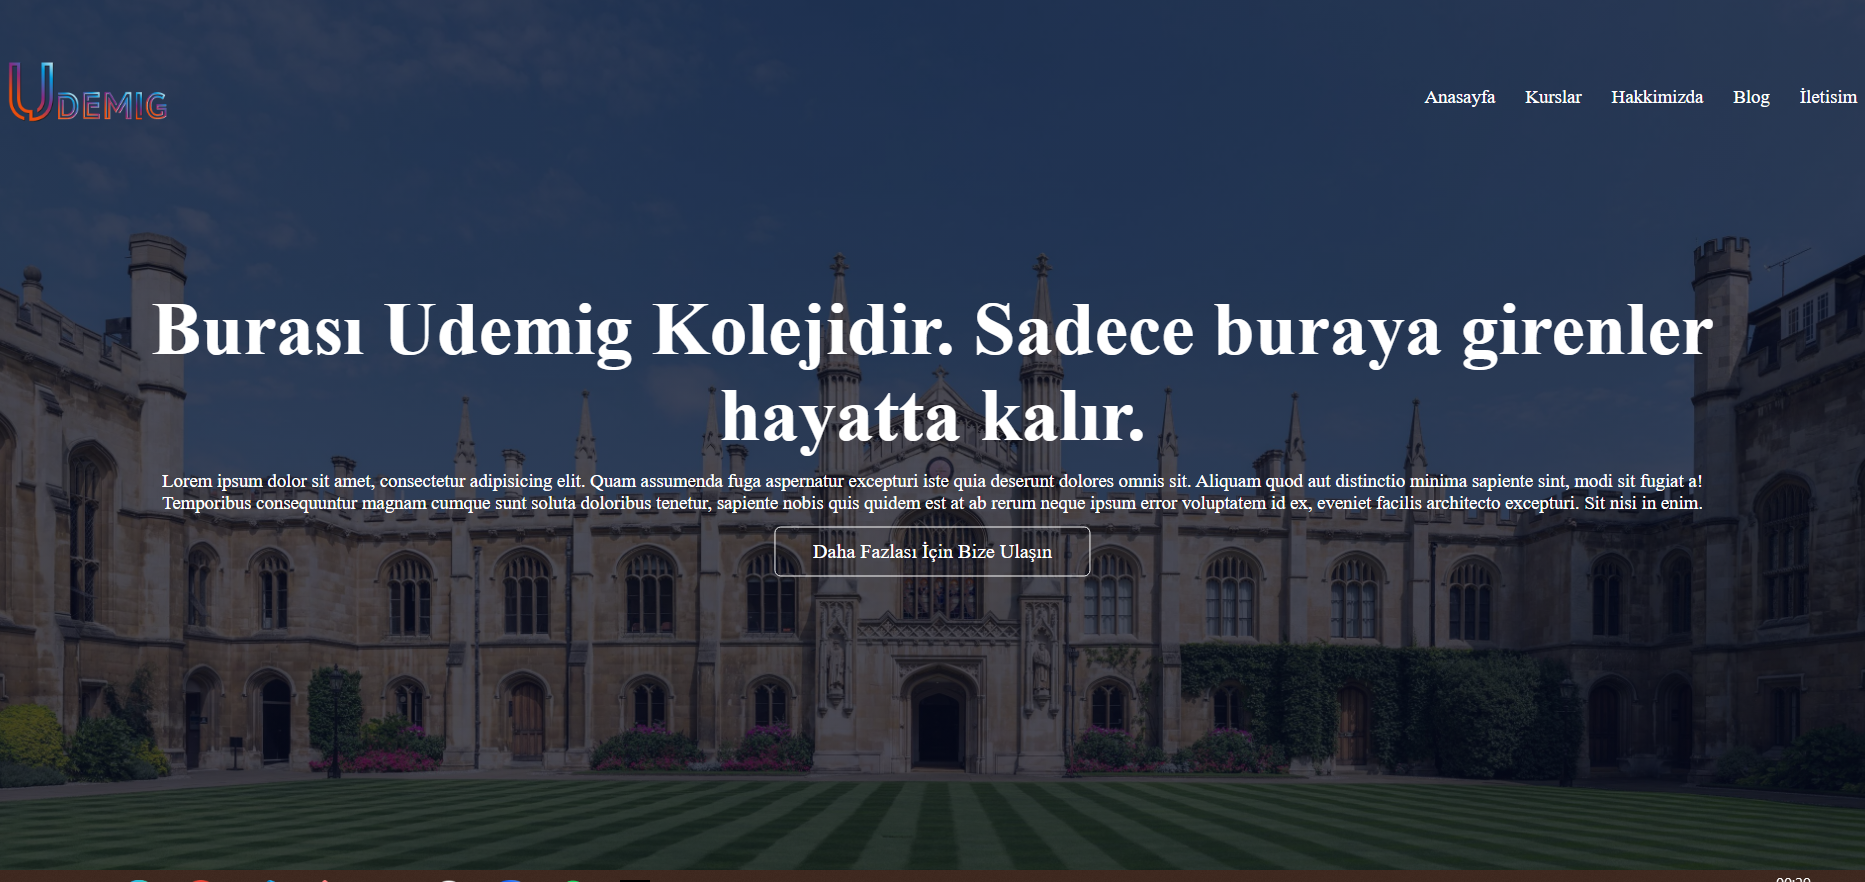 UDEMIG
Anasayfa Kurslar Hakkimizda Blog İletisim
Burası Udemig Kolejidir. Sadece buraya girenler
hayatta kalır.
Lorem ipsum dolor sit amet, consectetur adipisicing elit. Quam assumenda fuga aspernatur excepturi iste quia deserunt dolores omnis sit. Aliquam quod aut distinctio minima sapiente sint, modi sit fugiat a!
Temporibus consequuntur magnam cumque sunt soluta doloribus tenetur, sapiente nobis quis quidem est at ab rerum neque ipsum error voluptatem id ex, eveniet facilis architecto excepturi. Sit nisi in enim.
Daha Fazlası İçin Bize Ulaşın